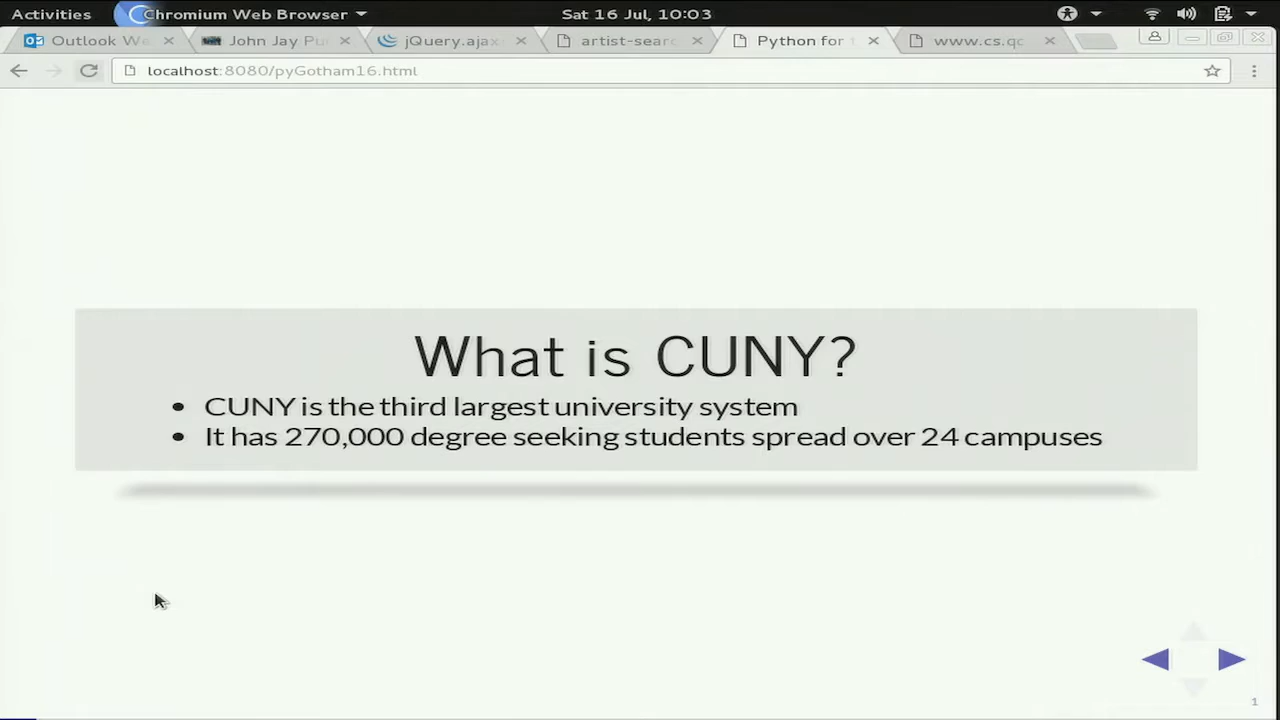 Activities
Chromium Web Browser
Sat 16 Jul, 10:03
Outlook We
John Jay Pu
jQuery.ajax
artist-sear
Python for
www.cs.qc
localhost:8080/pyGotham16.html
What is CUNY?
• CUNY is the third largest university system
• It has 270,000 degree seeking students spread over 24 campuses
1